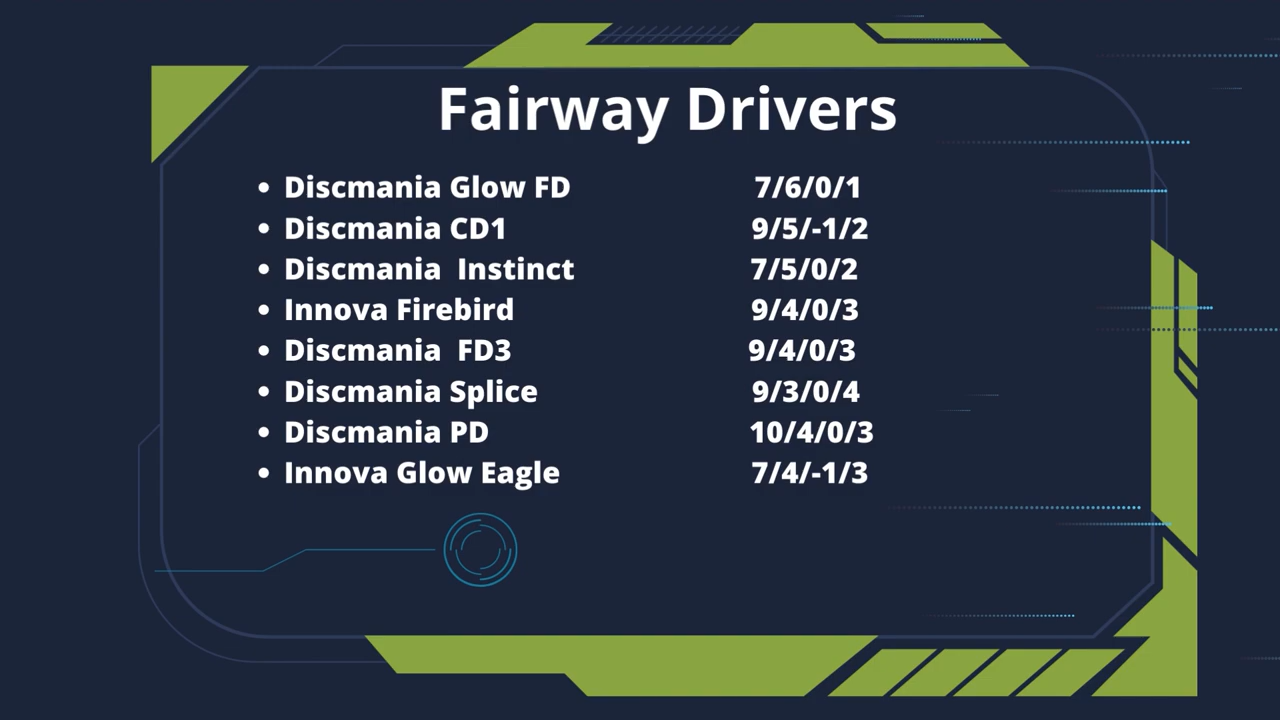 Fairway Drivers
• Discmania Glow FD 7/6/0/1
• Discmania CD1 9/5/-1/2
• Discmania  Instinct 7/5/0/2
• Innova Firebird 9/4/0/3
• Discmania  FD3 9/4/0/3
• Discmania Splice 9/3/0/4
• Discmania PD 10/4/0/3
• Innova Glow Eagle 7/4/-1/3